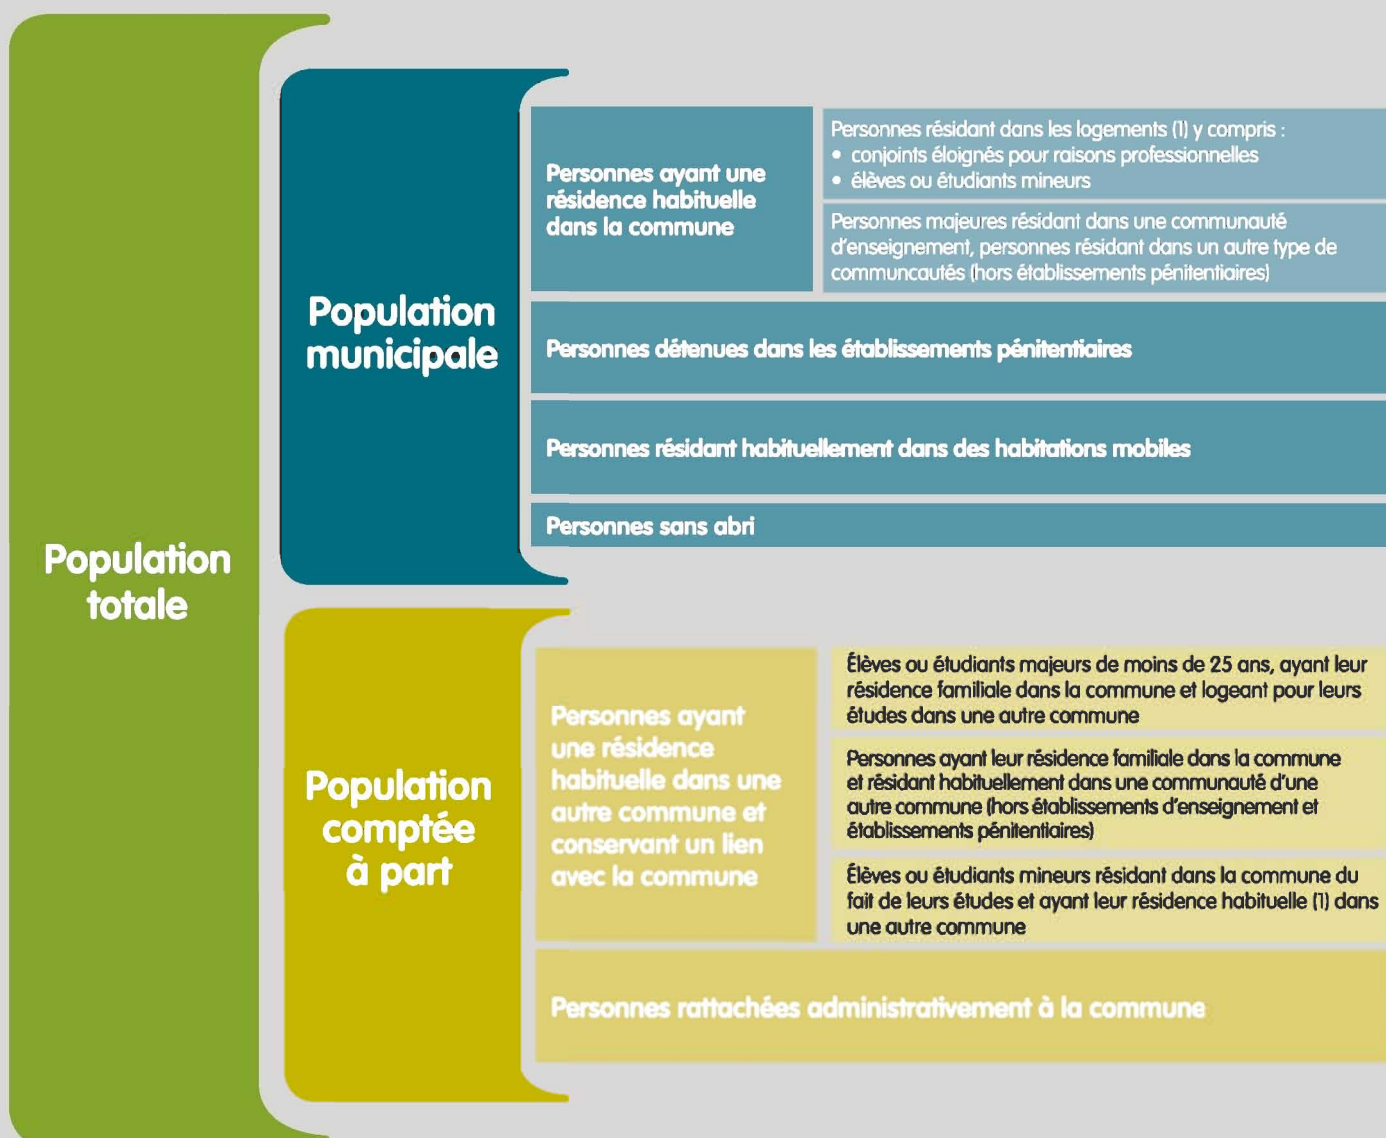 Population
totale
Population
municipale
Personnes ayant une
résidence habituelle
dans la commune
Personnes résidant dans les logements (1) y compris :
• conjoints éloignés pour raisons professionnelles
• élèves ou étudiants mineurs
Personnes majeures résidant dans une communauté
d'enseignement, personnes résidant dans un autre type de
communcautés (hors établissements pénitentiaires)
Personnes détenues dans les établissements pénitentiaires
Personnes résidant habituellement dans des habitations mobiles
Personnes sans abri
Population
comptée
à part
Personnes ayant
une résidence
habituelle dans une
autre commune et
conservant un lien
avec la commune
Élèves ou étudiants majeurs de moins de 25 ans, ayant leur
résidence familiale dans la commune et logeant pour leurs
études dans une autre commune
Personnes ayant leur résidence familiale dans la commune
et résidant habituellement dans une communauté d'une
autre commune (hors établissements d'enseignement et
établissements pénitentiaires)
Élèves ou étudiants mineurs résidant dans la commune du
fait de leurs études et ayant leur résidence habituelle (1) dans
une autre commune
Personnes rattachées administrativement à la commune